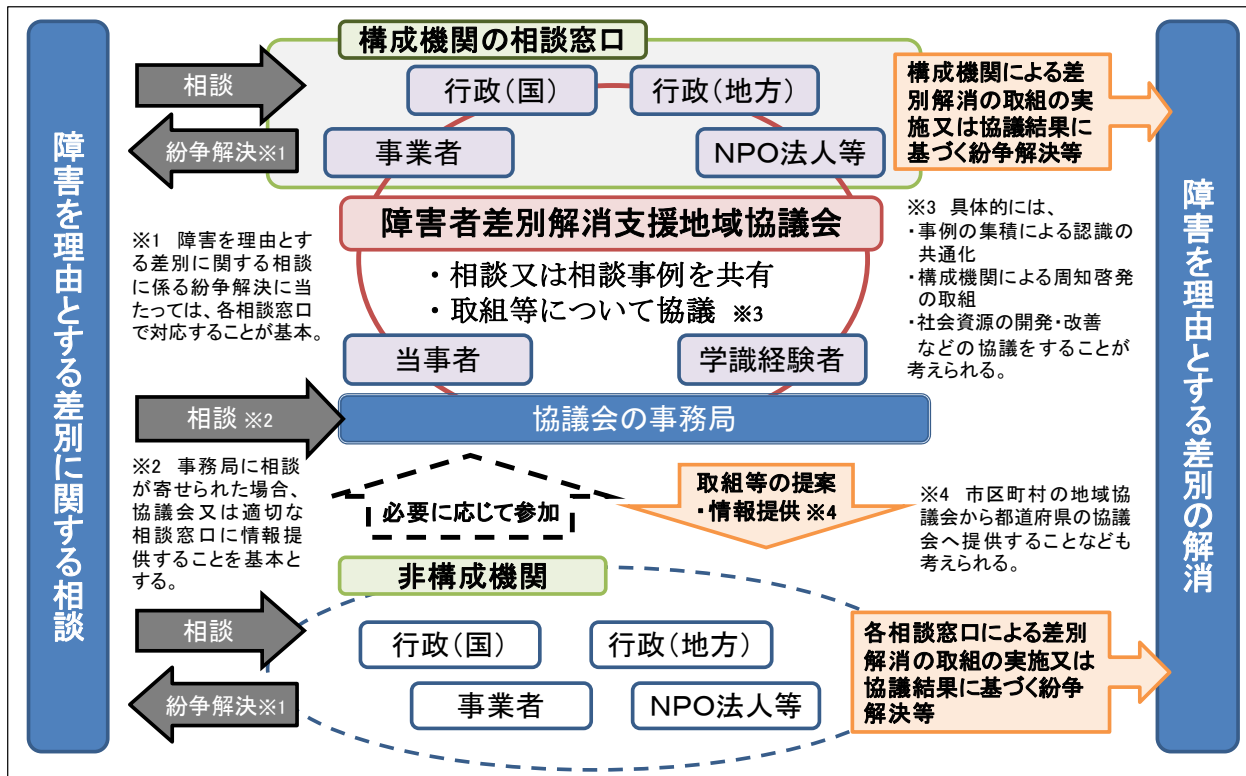 障害を理由とする差別に関する相談
構成機関の相談窓口
相談
紛争解決※1
行政(国)
行政(地方)
事業者
NPO法人等
構成機関による差
別解消の取組の実
施又は協議結果に
基づく紛争解決等
障害者差別解消支援地域協議会
・相談又は相談事例を共有
・取組等について協議 ※3
※1 障害を理由とす
る差別に関する相談
に係る紛争解決に当
たっては、各相談窓口
で対応することが基本。
※3 具体的には、
・事例の集積による認識の
共通化
・構成機関による周知啓発
の取組
・社会資源の開発・改善
などの協議をすることが
考えられる。
当事者
学識経験者
相談 ※2
協議会の事務局
※2 事務局に相談
が寄せられた場合、
協議会又は適切な
相談窓口に情報提
供することを基本と
する。
必要に応じて参加
取組等の提案
・情報提供 ※4
※4 市区町村の地域協
議会から都道府県の協議
会へ提供することなども
考えられる。
非構成機関
相談
紛争解決※1
行政(国)
行政(地方)
事業者
NPO法人等
各相談窓口による差別
解消の取組の実施又は
協議結果に基づく紛争
解決等
障害を理由とする差別の解消